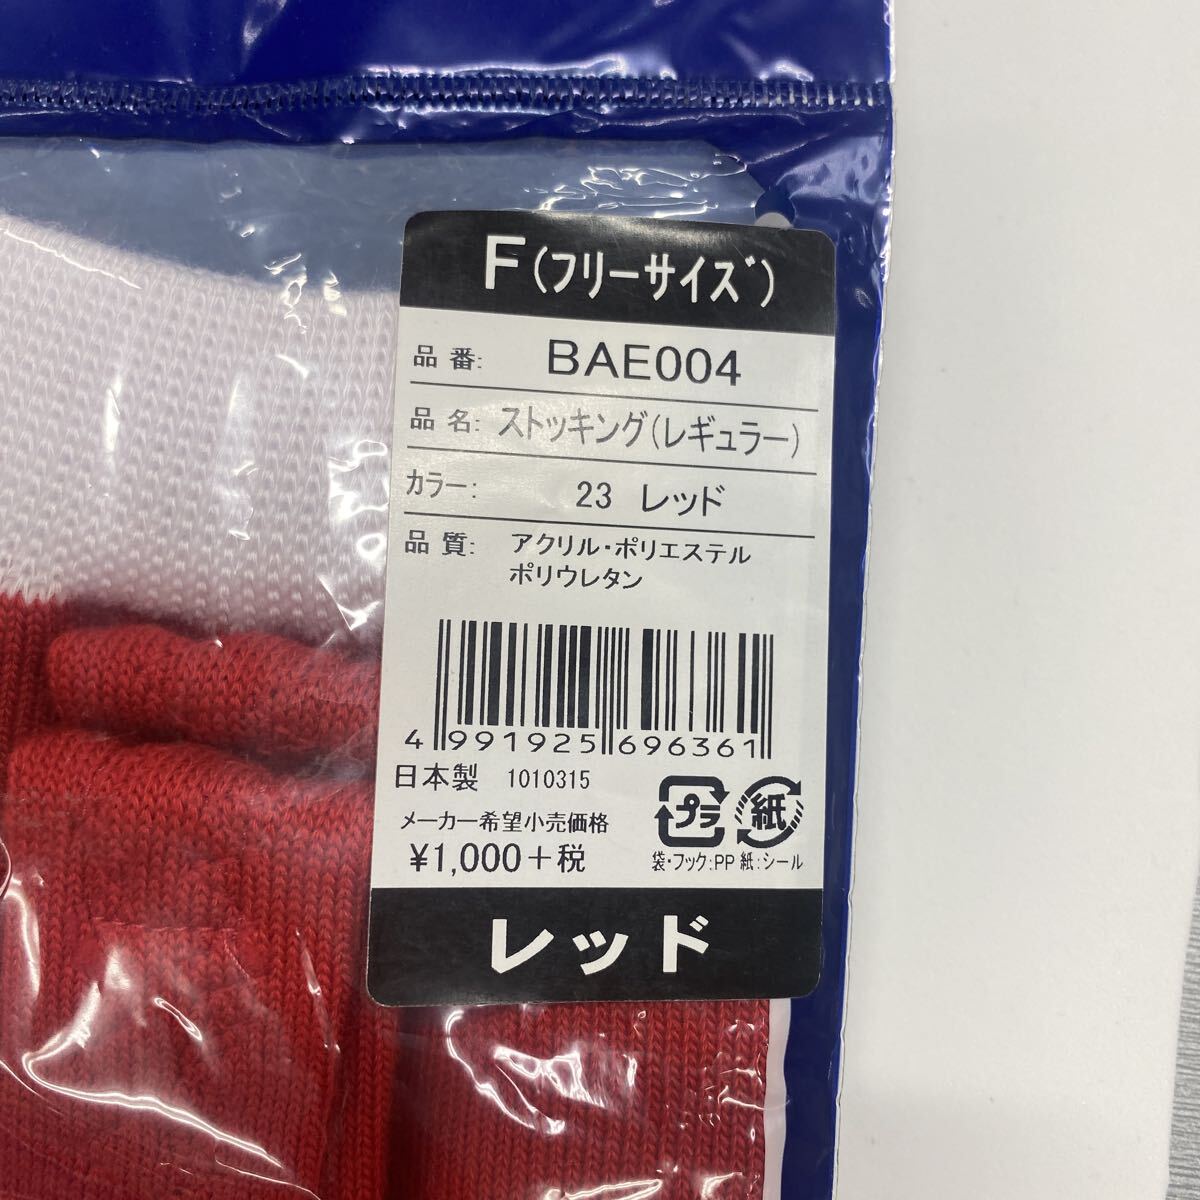 F(フリーサイズ)
品番: BAE004
品名: ストッキング(レギュラー)
カラー: 23 レッド
品質: アクリル・ポリエステル
ポリウレタン
4 991925 696361
日本製 1010315
メーカー希望小売価格
¥1,000+税
プラ 紙
袋・フック:PP 紙:シール
レッド